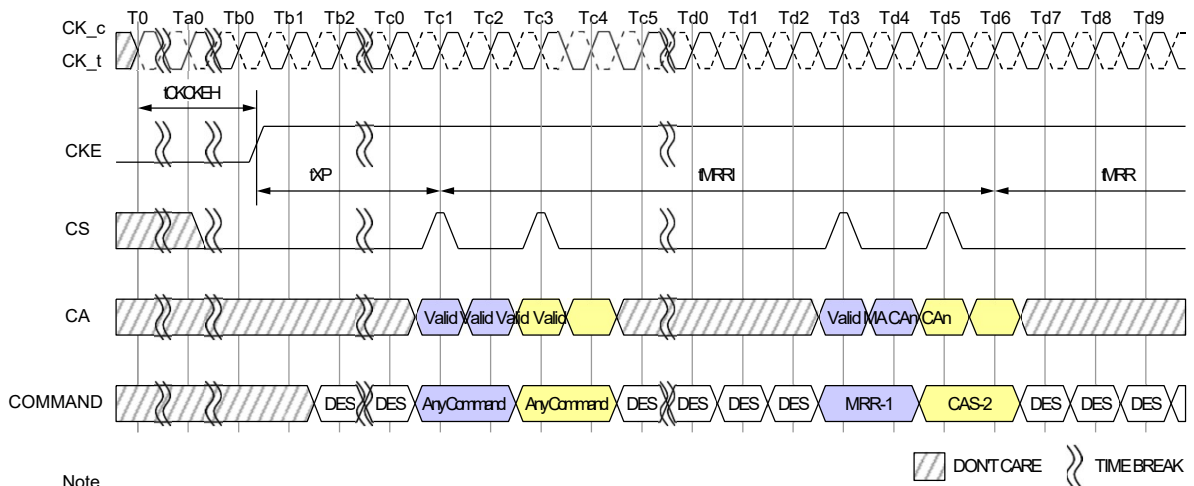 T0 Ta0 Tb0 Tb1 Tb2 Tc0 Tc1 Tc2 Tc3 Tc4 Tc5 Td0 Td1 Td2 Td3 Td4 Td5 Td6 Td7 Td8 Td9
CK_c
CK_t
tCKCKEH
CKE
tXP tMRRI tMRR
CS
CA Valid Valid Valid Valid Valid MA CAn CAn
COMMAND DES DES AnyCommand AnyCommand DES DES DES DES MRR-1 CAS-2 DES DES DES
DON'T CARE TIME BREAK
Note